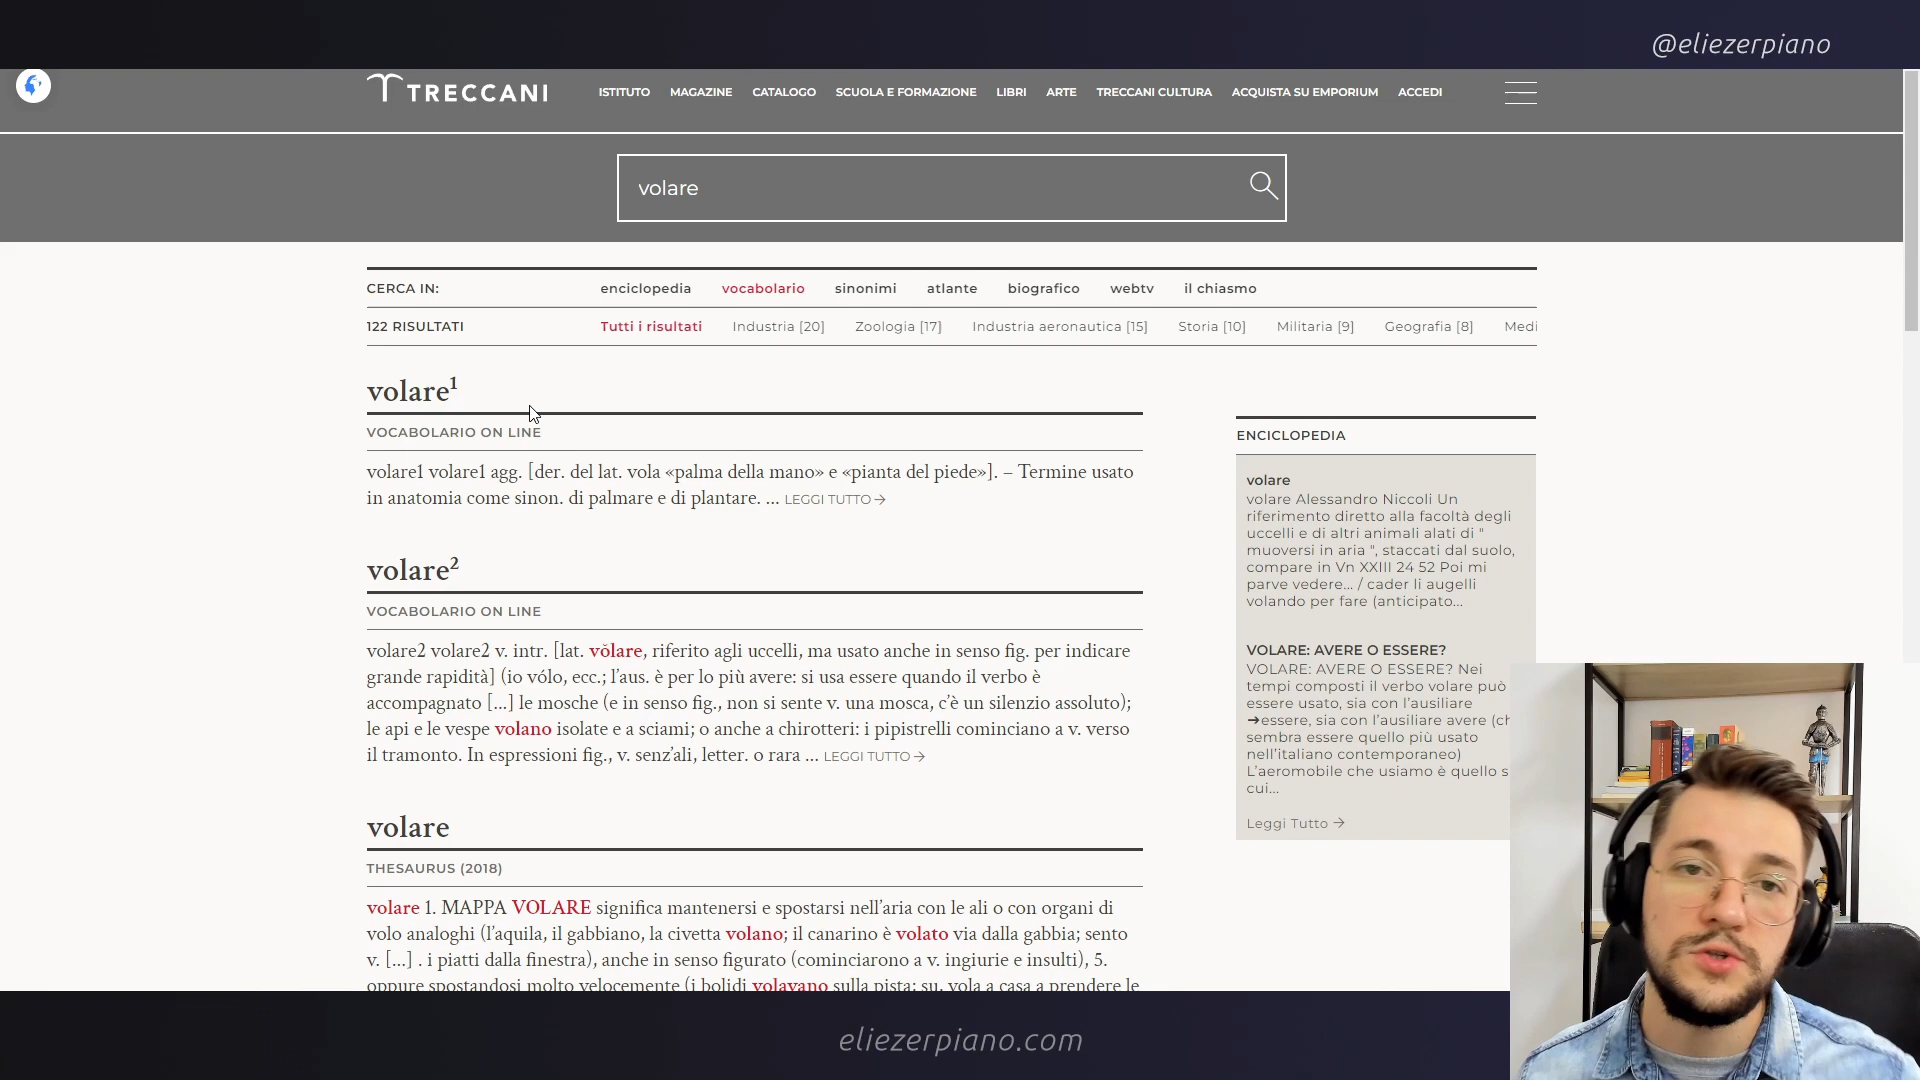 @eliezerpiano
TRECCANI
ISTITUTO MAGAZINE CATALOGO SCUOLA E FORMAZIONE LIBRI ARTE TRECCANI CULTURA ACQUISTA SU EMPORIUM ACCEDI
volare
CERCA IN: enciclopedia vocabolario sinonimi atlante biografico webtv il chiasmo
122 RISULTATI Tutti i risultati Industria [20] Zoologia [17] Industria aeronautica [15] Storia [10] Militaria [9] Geografia [8] Medi
volare¹
VOCABOLARIO ON LINE
volare1 volare1 agg. [der. del lat. vola «palma della mano» e «pianta del piede»]. – Termine usato
in anatomia come sinon. di palmare e di plantare. ... LEGGI TUTTO →
volare²
VOCABOLARIO ON LINE
volare2 volare2 v. intr. [lat. vŏlare, riferito agli uccelli, ma usato anche in senso fig. per indicare
grande rapidità] (io vólo, ecc.; l’aus. è per lo più avere: si usa essere quando il verbo è
accompagnato [...] le mosche (e in senso fig., non si sente v. una mosca, c’è un silenzio assoluto);
le api e le vespe volano isolate e a sciami; o anche a chirotteri: i pipistrelli cominciano a v. verso
il tramonto. In espressioni fig., v. senz’ali, letter. o rara ... LEGGI TUTTO →
volare
THESAURUS (2018)
volare 1. MAPPA VOLARE significa mantenersi e spostarsi nell’aria con le ali o con organi di
volo analoghi (l’aquila, il gabbiano, la civetta volano; il canarino è volato via dalla gabbia; sento
v. [...] . i piatti dalla finestra), anche in senso figurato (cominciarono a v. ingiurie e insulti), 5.
oppure spostandosi molto velocemente (i bolidi volavano sulla pista; su, vola a casa a prendere le
ENCICLOPEDIA
volare
volare Alessandro Niccoli Un
riferimento diretto alla facoltà degli
uccelli e di altri animali alati di "
muoversi in aria ", staccati dal suolo,
compare in Vn XXIII 24 52 Poi mi
parve vedere... / cader li augelli
volando per fare (anticipato...
VOLARE: AVERE O ESSERE?
VOLARE: AVERE O ESSERE? Nei
tempi composti il verbo volare può
essere usato, sia con l’ausiliare
➔essere, sia con l’ausiliare avere (ch
sembra essere quello più usato
nell’italiano contemporaneo)
L’aeromobile che usiamo è quello s
cui...
Leggi Tutto →
eliezerpiano.com